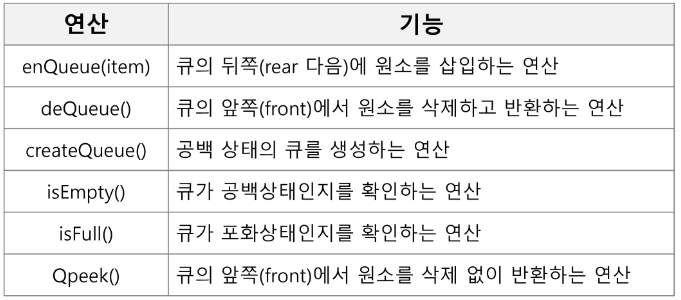 연산 기능
enQueue(item) 큐의 뒤쪽(rear 다음)에 원소를 삽입하는 연산
deQueue() 큐의 앞쪽(front)에서 원소를 삭제하고 반환하는 연산
createQueue() 공백 상태의 큐를 생성하는 연산
isEmpty() 큐가 공백상태인지를 확인하는 연산
isFull() 큐가 포화상태인지를 확인하는 연산
Qpeek() 큐의 앞쪽(front)에서 원소를 삭제 없이 반환하는 연산